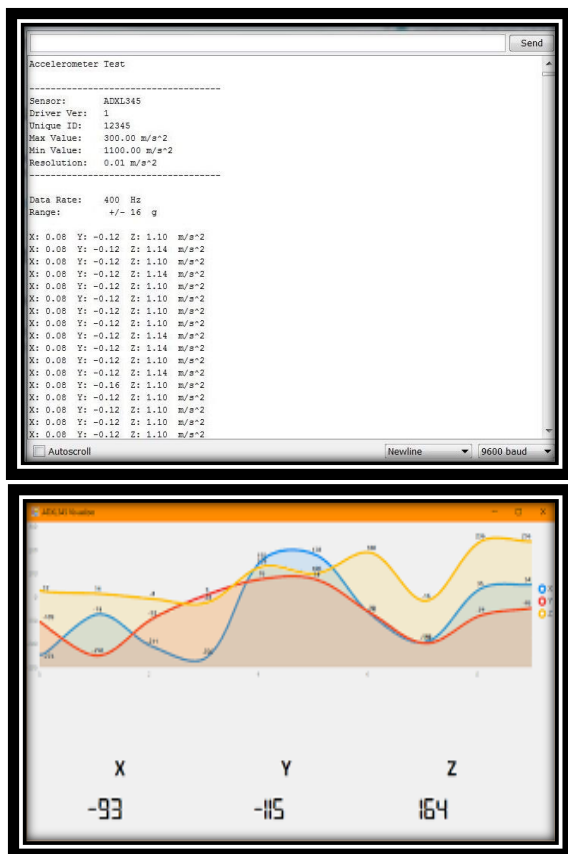 Send
Accelerometer Test
-----------------------------------
Sensor: ADXL345
Driver Ver: 1
Unique ID: 12345
Max Value: 300.00 m/s^2
Min Value: 1100.00 m/s^2
Resolution: 0.01 m/s^2
-----------------------------------
Data Rate: 400 Hz
Range: +/- 16 g
X: 0.08 Y: -0.12 Z: 1.10 m/s^2
X: 0.08 Y: -0.12 Z: 1.14 m/s^2
X: 0.08 Y: -0.12 Z: 1.10 m/s^2
X: 0.08 Y: -0.12 Z: 1.14 m/s^2
X: 0.08 Y: -0.12 Z: 1.10 m/s^2
X: 0.08 Y: -0.12 Z: 1.10 m/s^2
X: 0.08 Y: -0.12 Z: 1.10 m/s^2
X: 0.08 Y: -0.12 Z: 1.10 m/s^2
X: 0.08 Y: -0.12 Z: 1.14 m/s^2
X: 0.08 Y: -0.12 Z: 1.14 m/s^2
X: 0.08 Y: -0.12 Z: 1.10 m/s^2
X: 0.08 Y: -0.12 Z: 1.14 m/s^2
X: 0.08 Y: -0.16 Z: 1.10 m/s^2
X: 0.08 Y: -0.12 Z: 1.10 m/s^2
X: 0.08 Y: -0.12 Z: 1.10 m/s^2
X: 0.08 Y: -0.12 Z: 1.10 m/s^2
X: 0.08 Y: -0.12 Z: 1.10 m/s^2
Autoscroll Newline 9600 baud
ADXL345
X
Y
Z
X Y Z
-93 -115 164